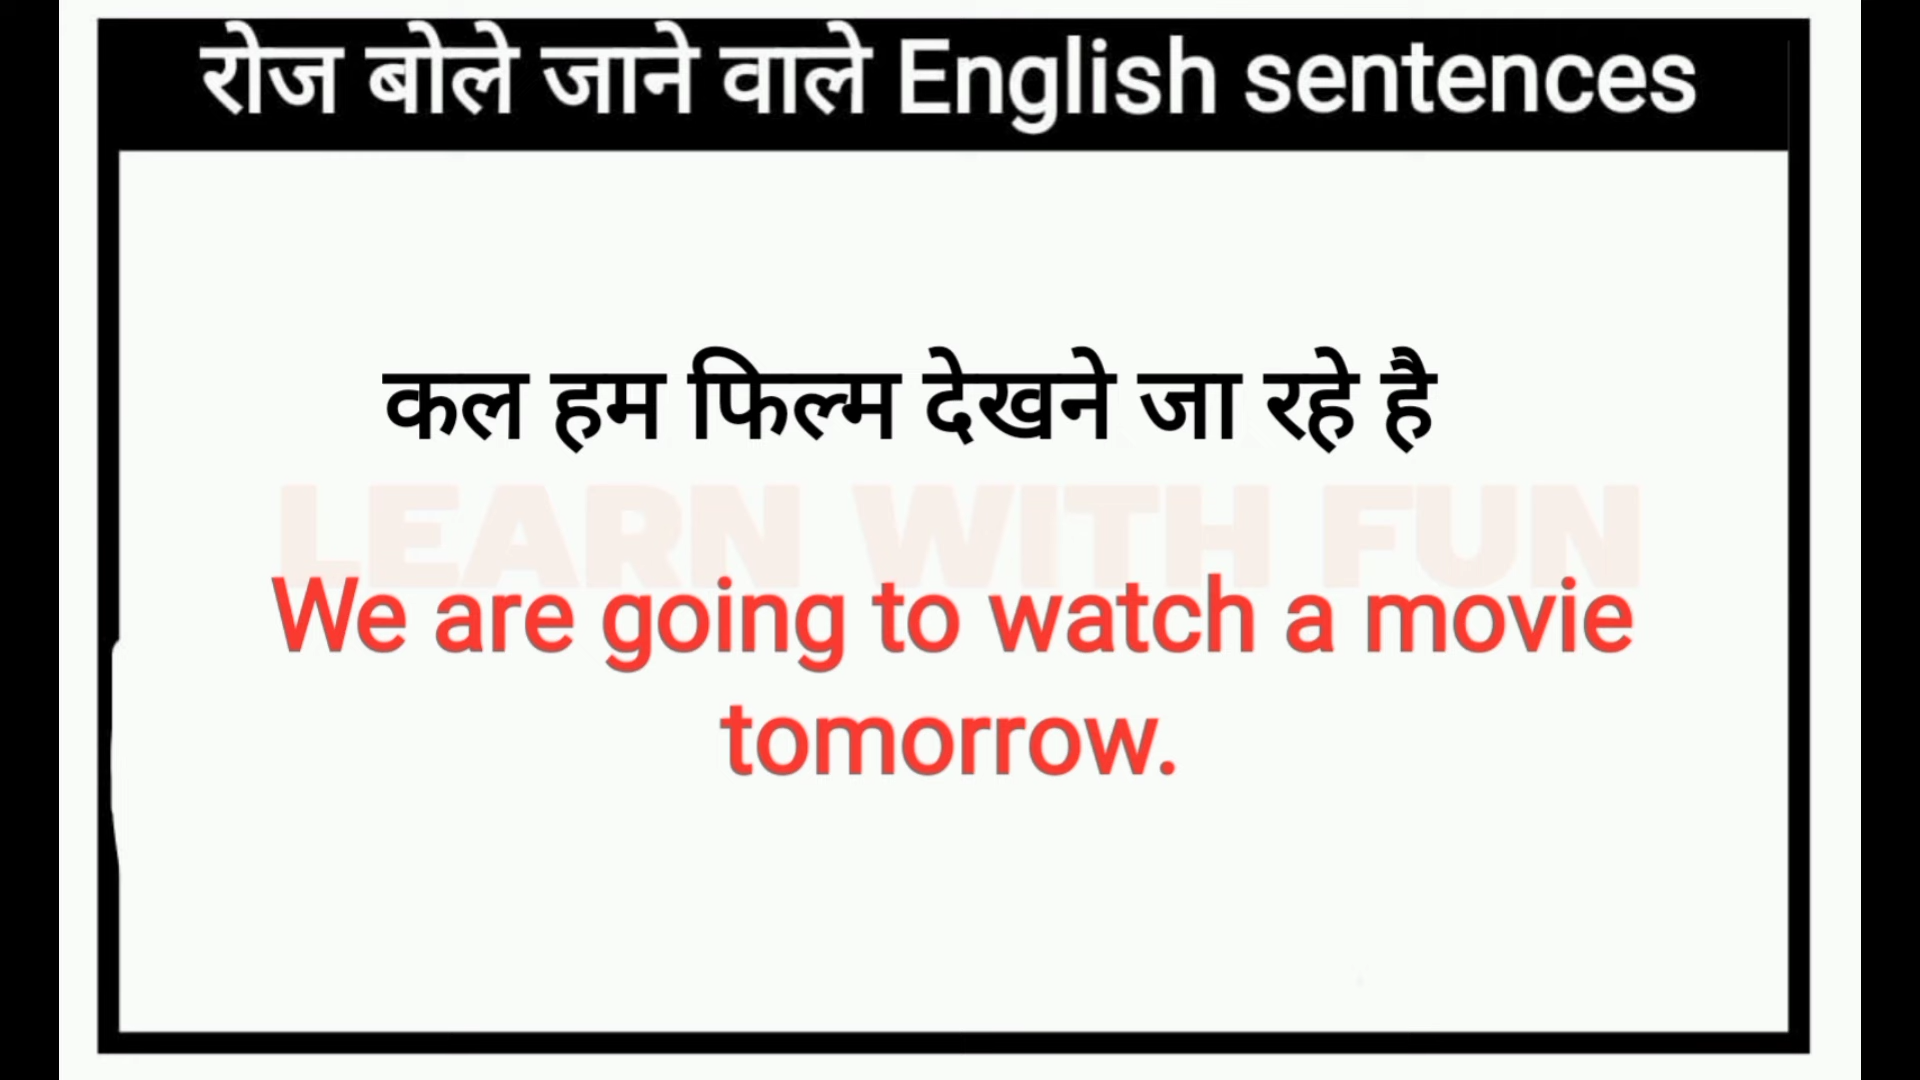 रोज बोले जाने वाले English sentences
कल हम फिल्म देखने जा रहे है
LEARN WITH FUN
We are going to watch a movie
tomorrow.